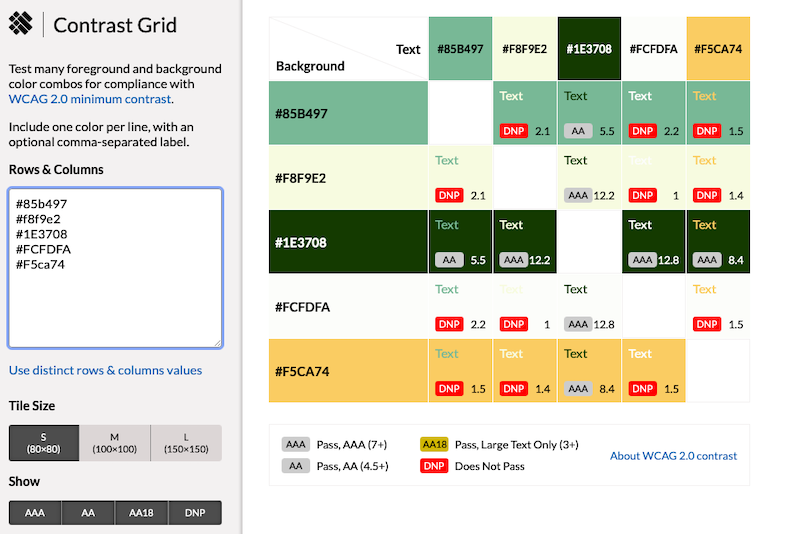 Contrast Grid
Test many foreground and background
color combos for compliance with
WCAG 2.0 minimum contrast.
Include one color per line, with an
optional comma-separated label.
Rows & Columns
#85b497
#f8f9e2
#1E3708
#FCFDFA
#F5ca74
Use distinct rows & columns values
Tile Size
S M L
(80×80) (100×100) (150×150)
Show
AAA AA AA18 DNP
Text #85B497 #F8F9E2 #1E3708 #FCFDFA #F5CA74
Background
Text Text Text Text
#85B497
DNP 2.1 AA 5.5 DNP 2.2 DNP 1.5
Text Text Text Text
#F8F9E2
DNP 2.1 AAA 12.2 DNP 1 DNP 1.4
Text Text Text Text
#1E3708
AA 5.5 AAA 12.2 AAA 12.8 AAA 8.4
Text Text Text Text
#FCFDFA
DNP 2.2 DNP 1 AAA 12.8 DNP 1.5
Text Text Text Text
#F5CA74
DNP 1.5 DNP 1.4 AAA 8.4 DNP 1.5
AAA Pass, AAA (7+) AA18 Pass, Large Text Only (3+)
About WCAG 2.0 contrast
AA Pass, AA (4.5+) DNP Does Not Pass